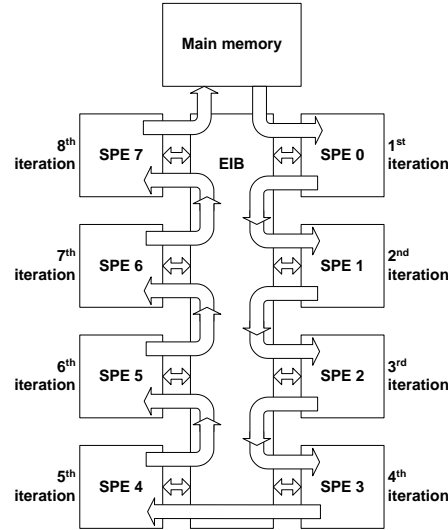 Main memory
8th
iteration
SPE 7
EIB
SPE 0
1st
iteration
7th
iteration
SPE 6
SPE 1
2nd
iteration
6th
iteration
SPE 5
SPE 2
3rd
iteration
5th
iteration
SPE 4
SPE 3
4th
iteration